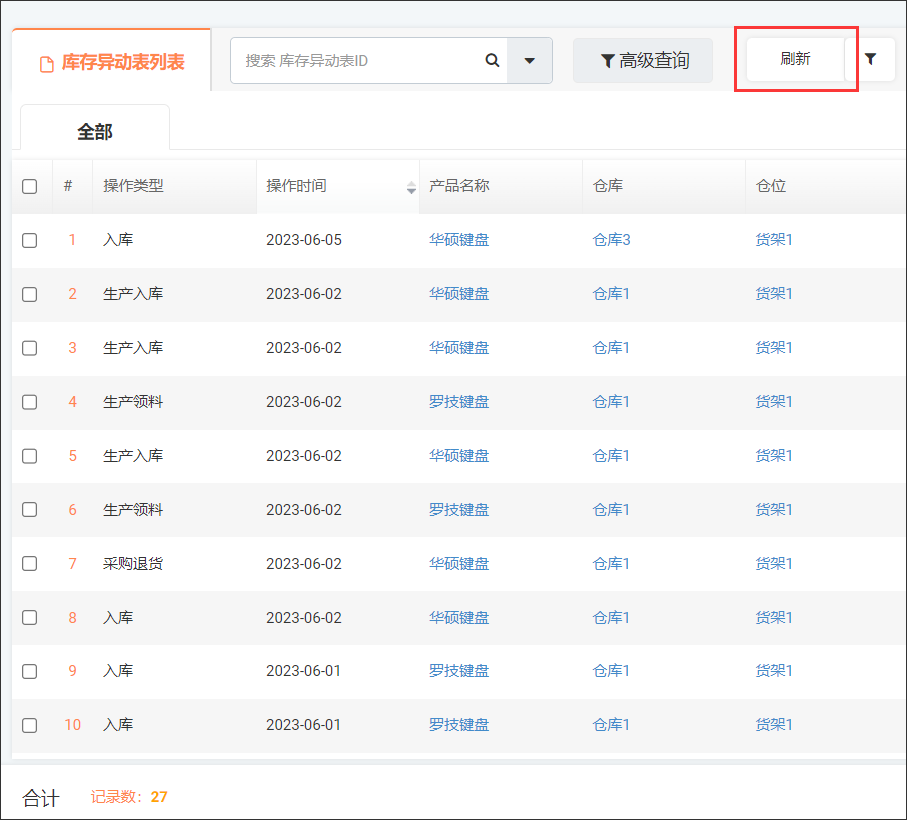 库存异动表列表 搜索 库存异动表ID 高级查询 刷新
全部
# 操作类型 操作时间 产品名称 仓库 仓位
1 入库 2023-06-05 华硕键盘 仓库3 货架1
2 生产入库 2023-06-02 华硕键盘 仓库1 货架1
3 生产入库 2023-06-02 华硕键盘 仓库1 货架1
4 生产领料 2023-06-02 罗技键盘 仓库1 货架1
5 生产入库 2023-06-02 华硕键盘 仓库1 货架1
6 生产领料 2023-06-02 罗技键盘 仓库1 货架1
7 采购退货 2023-06-02 华硕键盘 仓库1 货架1
8 入库 2023-06-02 华硕键盘 仓库1 货架1
9 入库 2023-06-01 罗技键盘 仓库1 货架1
10 入库 2023-06-01 罗技键盘 仓库1 货架1
合计 记录数：27